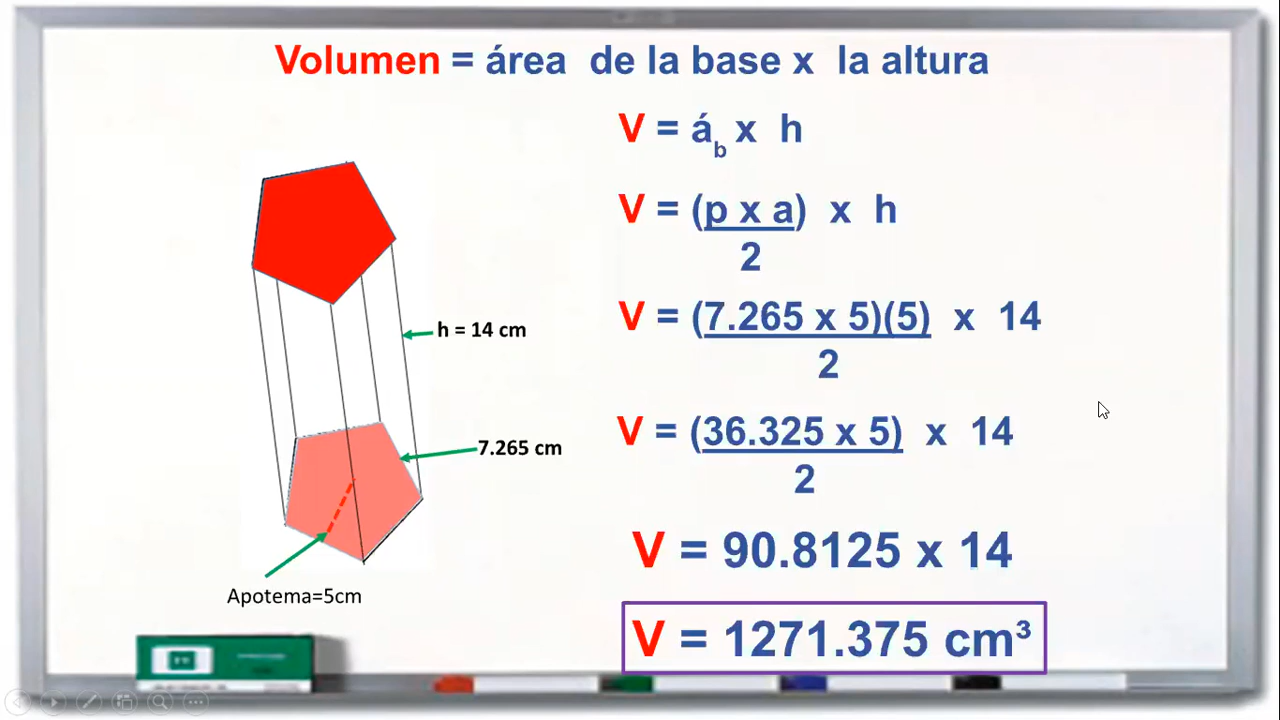 Volumen = área de la base x la altura
V = á_b x h
V = (p x a) x h
2
V = (7.265 x 5)(5) x 14
2
V = (36.325 x 5) x 14
2
V = 90.8125 x 14
V = 1271.375 cm³
h = 14 cm
7.265 cm
Apotema=5cm